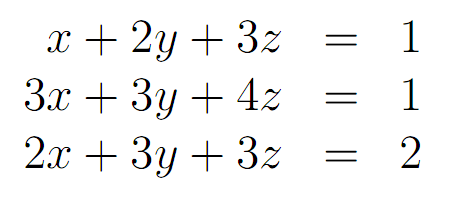 x + 2y + 3z = 1
3x + 3y + 4z = 1
2x + 3y + 3z = 2